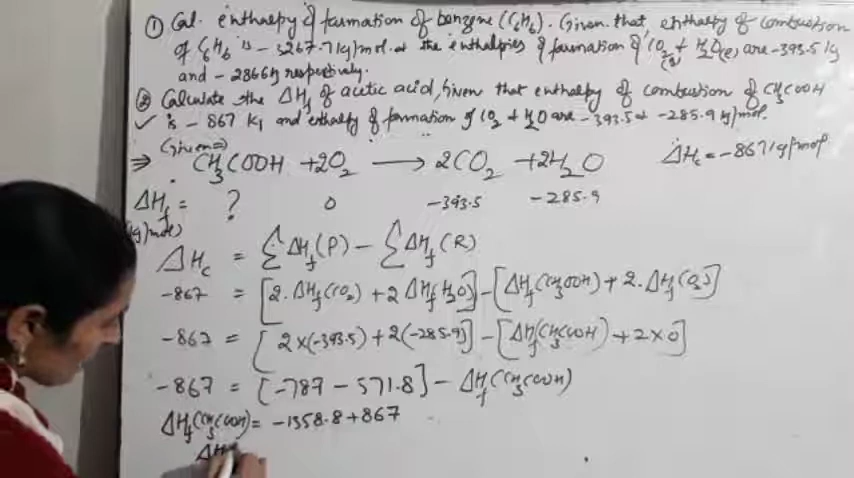 ① Cal. enthalpy of formation of benzene (C6H6). Given that, enthalpy of combustion
of C6H6 is -3267.7 kj/mol & the enthalpies of formation of CO2(g) + H2O(l) are -393.5 kj
and -286 kj respectively.
② Calculate the ΔHf of acetic acid, Given that enthalpy of combustion of CH3COOH
✓ is -867 kj and enthalpy of formation of CO2 + H2O are -393.5 & -285.9 kj/mol.
(Given)
⇒ CH3COOH + 2O2 → 2CO2 + 2H2O ΔHc = -867 kj/mol
ΔHf = ? 0 -393.5 -285.9
(kj/mol)
ΔHc = ΣΔHf(P) - ΣΔHf(R)
-867 = [2.ΔHf(CO2) + 2ΔHf(H2O)] - [ΔHf(CH3COOH) + 2.ΔHf(O2)]
-867 = [2×(-393.5) + 2(-285.9)] - [ΔHf(CH3COOH) + 2×0]
-867 = [-787 - 571.8] - ΔHf(CH3COOH)
ΔHf(CH3COOH) = -1358.8 + 867
ΔH